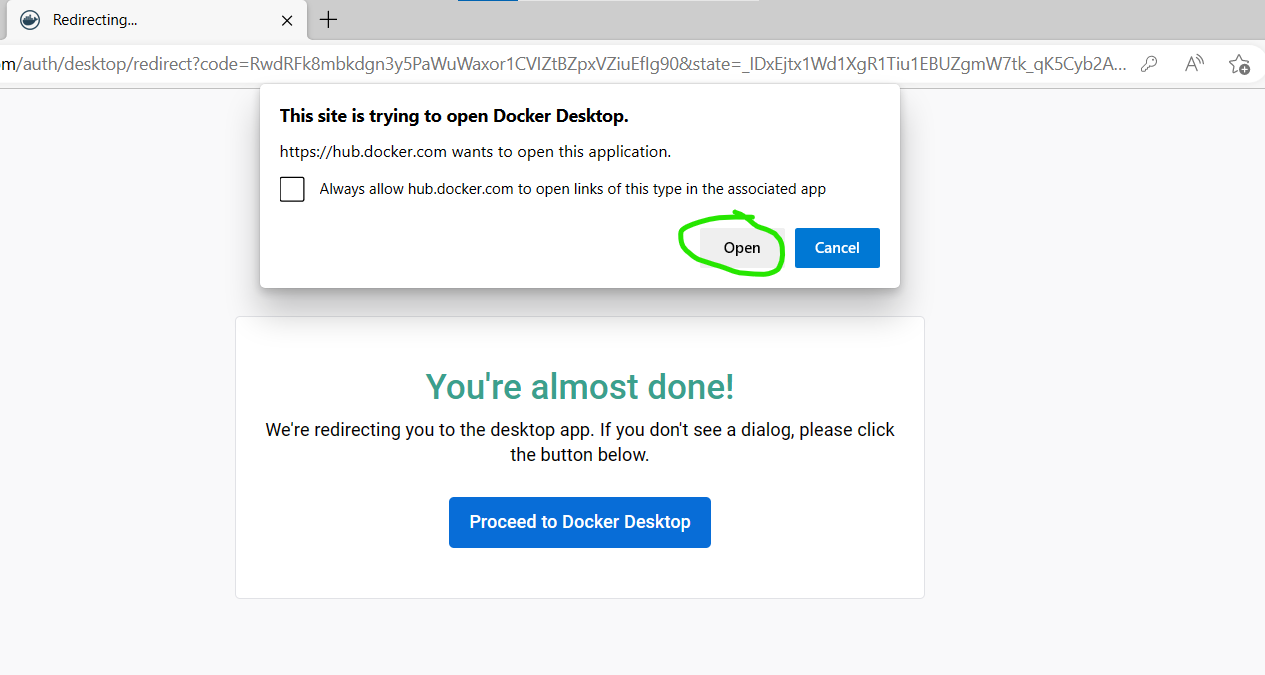 Redirecting...
m/auth/desktop/redirect?code=RwdRFk8mbkdgn3y5PaWuWaxor1CVIZtBZpxVZiuEfIg90&state=_IDxEjtx1Wd1XgR1Tiu1EBUZgmW7tk_qK5Cyb2A...
This site is trying to open Docker Desktop.
https://hub.docker.com wants to open this application.
Always allow hub.docker.com to open links of this type in the associated app
Open Cancel
You're almost done!
We're redirecting you to the desktop app. If you don't see a dialog, please click
the button below.
Proceed to Docker Desktop